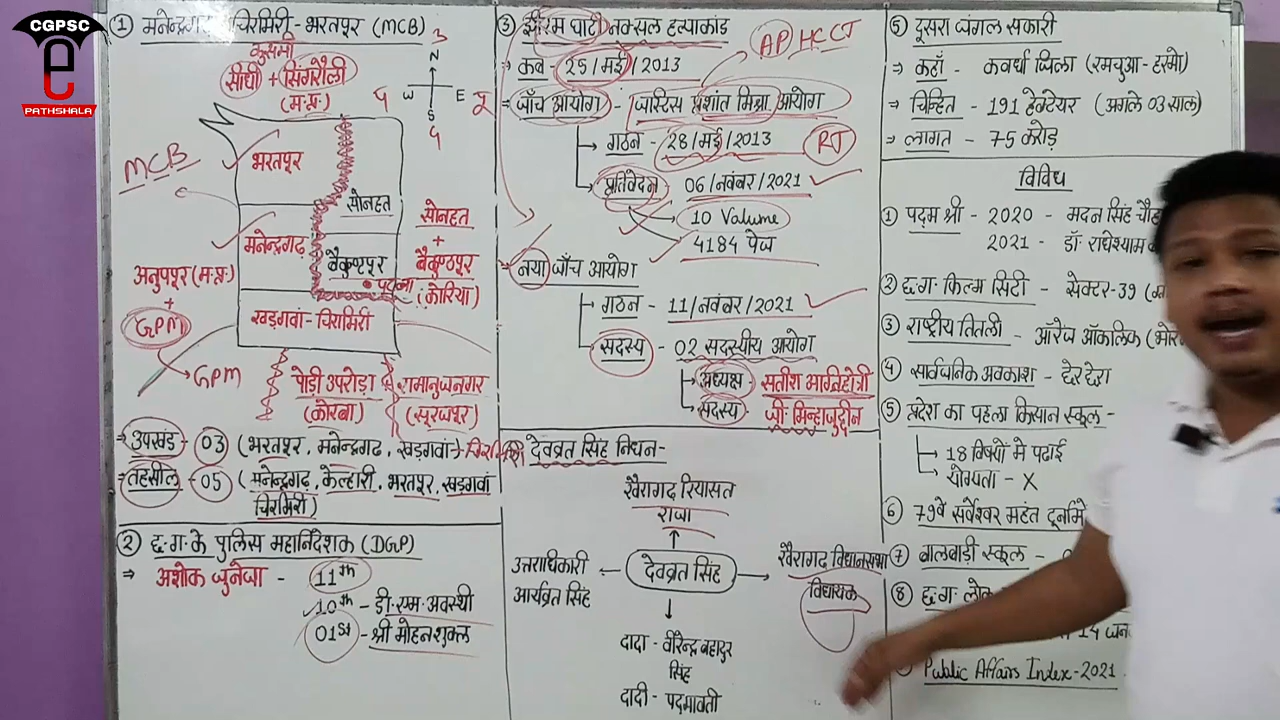 CGPSC
e
PATHSHALA
① मनेन्द्रगढ़ चिरमिरी-भरतपुर (MCB)
कुसमी
सीधी + सिंगरौली
(म.प्र.)
N
W E
S
MCB
भरतपुर
सोनहत
मनेन्द्रगढ़
बैकुण्ठपुर
पटना
खड़गवां-चिरमिरी
सोनहत
+
बैकुण्ठपुर
(कोरिया)
अनुपपुर (म.प्र.)
+
GPM
GPM
पोड़ी उपरोड़ा
(कोरबा)
रामानुजनगर
(सूरजपुर)
→ उपखंड - 03 (भरतपुर, मनेन्द्रगढ़, खड़गवां-चिरमिरी)
→ तहसील - 05 (मनेन्द्रगढ़, केल्हारी, भरतपुर, खड़गवां
चिरमिरी)
② छ.ग. के पुलिस महानिदेशक (DGP)
⇒ अशोक जुनेजा - 11th
10th - डी.एम. अवस्थी
01st - श्री मोहन शुक्ल
③ झीरम घाटी नक्सल हत्याकांड
AP HC CJ
⇒ कब - 25/मई/2013
⇒ जाँच आयोग - जास्टिस प्रशांत मिश्रा आयोग
→ गठन - 28/मई/2013
RJ
→ प्रतिवेदन - 06/नवंबर/2021
10 Volume
4184 पेज
⇒ नया जाँच आयोग
गठन - 11/नवंबर/2021
सदस्य - 02 सदस्यीय आयोग
→ अध्यक्ष - सतीश अग्निहोत्री
→ सदस्य - जी. मिन्हाजुद्दीन
देवव्रत सिंह निधन-
खैरागढ़ रियासत
राजा
उत्तराधिकारी
आर्यव्रत सिंह
देवव्रत सिंह
खैरागढ़ विधानसभा
विधायक
दादा - वीरेन्द्र बहादुर
सिंह
दादी - पद्मावती
⑤ दूसरा जंगल सफारी
⇒ कहाँ - कवर्धा जिला (रमचुआ-हरमो)
⇒ चिन्हित - 191 हेक्टेयर (अगले 03 साल)
⇒ लागत - 75 करोड़
विविध
① पद्म श्री - 2020 - मदन सिंह
2021 - डॉ राधेश्याम
② छ.ग. फिल्म सिटी - सेक्टर-39
③ राष्ट्रीय तितली - ऑरेंज ऑकलिक
④ सार्वजनिक अवकाश - छेर छेरा
⑤ प्रदेश का पहला किसान स्कूल -
→ 18 विषयों में पढ़ाई
→ योग्यता - X
⑥ 79वे सर्वेश्वर महंत
⑦ बालवाड़ी स्कूल -
⑧ छ.ग. लोक
14
Public Affairs Index-2021